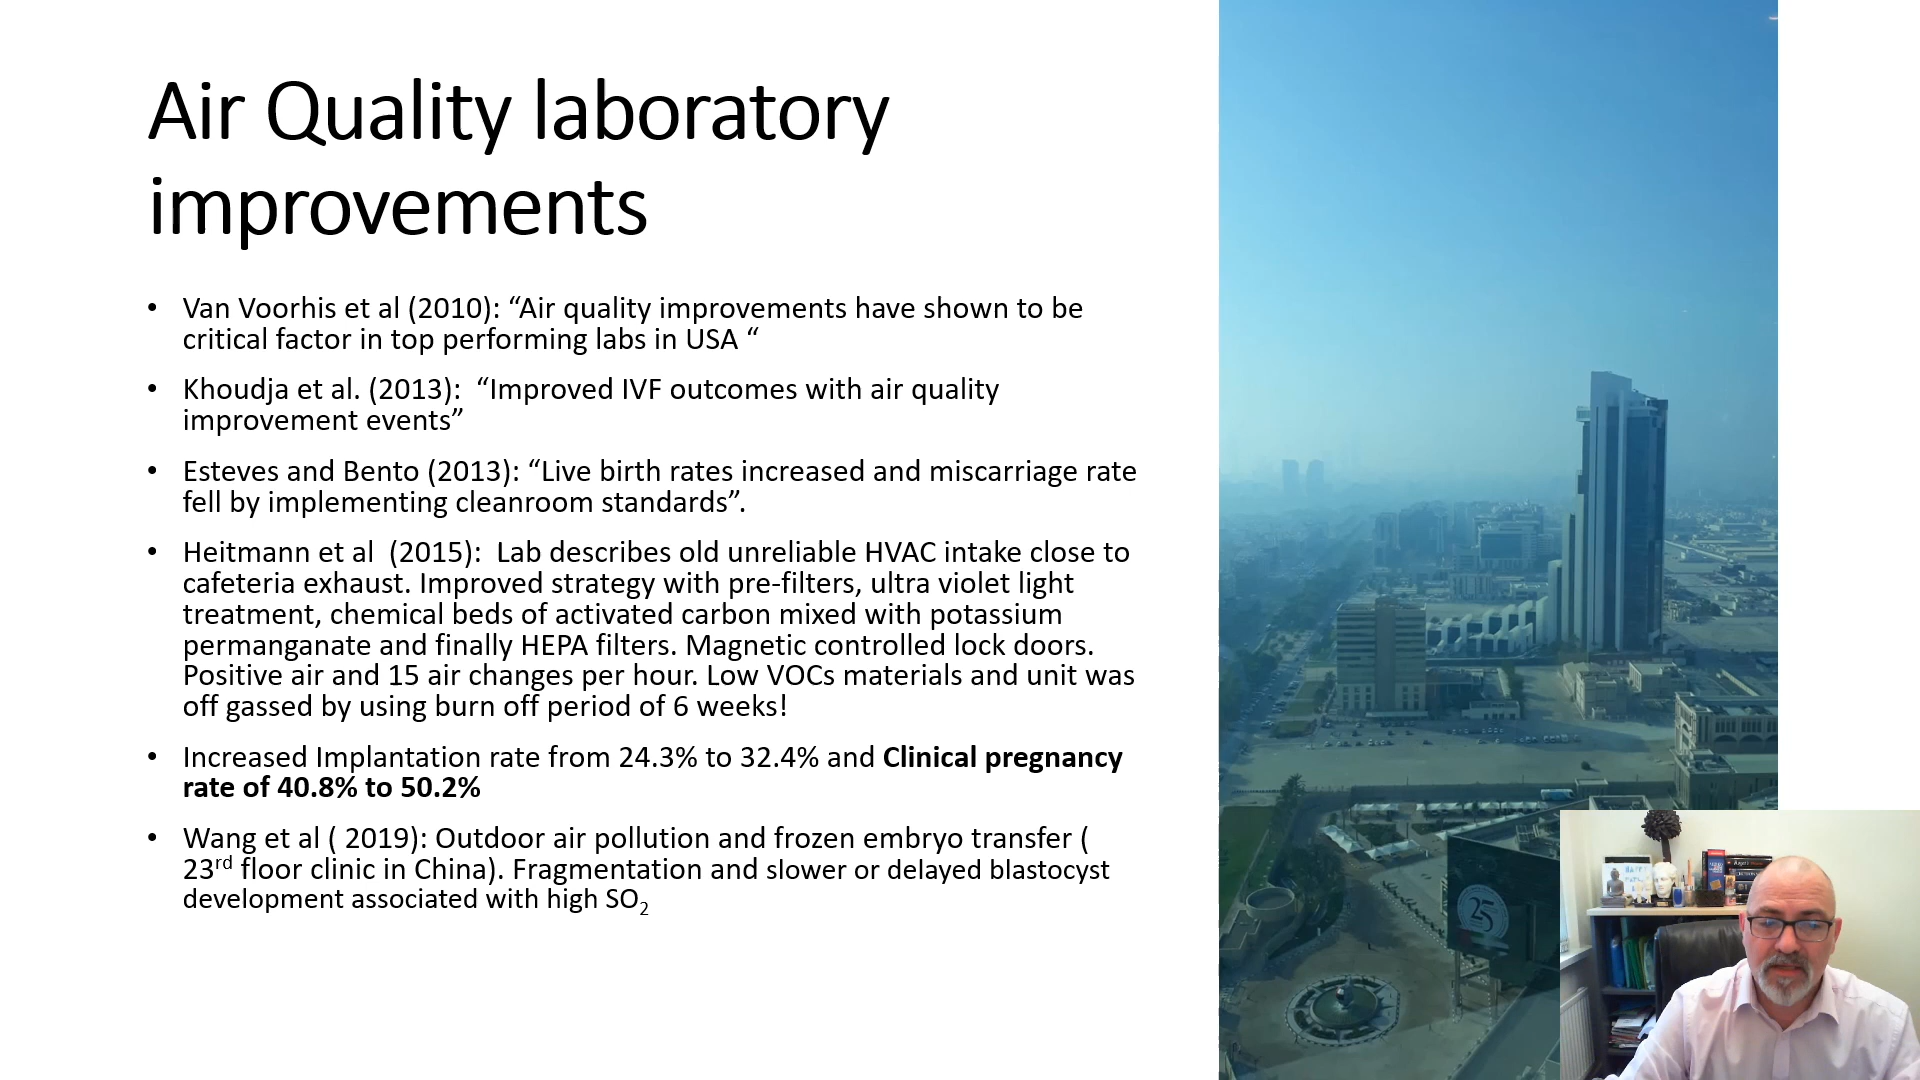 Air Quality laboratory
improvements
• Van Voorhis et al (2010): “Air quality improvements have shown to be
critical factor in top performing labs in USA “
• Khoudja et al. (2013):  “Improved IVF outcomes with air quality
improvement events”
• Esteves and Bento (2013): “Live birth rates increased and miscarriage rate
fell by implementing cleanroom standards”.
• Heitmann et al  (2015):  Lab describes old unreliable HVAC intake close to
cafeteria exhaust. Improved strategy with pre-filters, ultra violet light
treatment, chemical beds of activated carbon mixed with potassium
permanganate and finally HEPA filters. Magnetic controlled lock doors.
Positive air and 15 air changes per hour. Low VOCs materials and unit was
off gassed by using burn off period of 6 weeks!
• Increased Implantation rate from 24.3% to 32.4% and Clinical pregnancy
rate of 40.8% to 50.2%
• Wang et al ( 2019): Outdoor air pollution and frozen embryo transfer (
23rd floor clinic in China). Fragmentation and slower or delayed blastocyst
development associated with high SO2
25